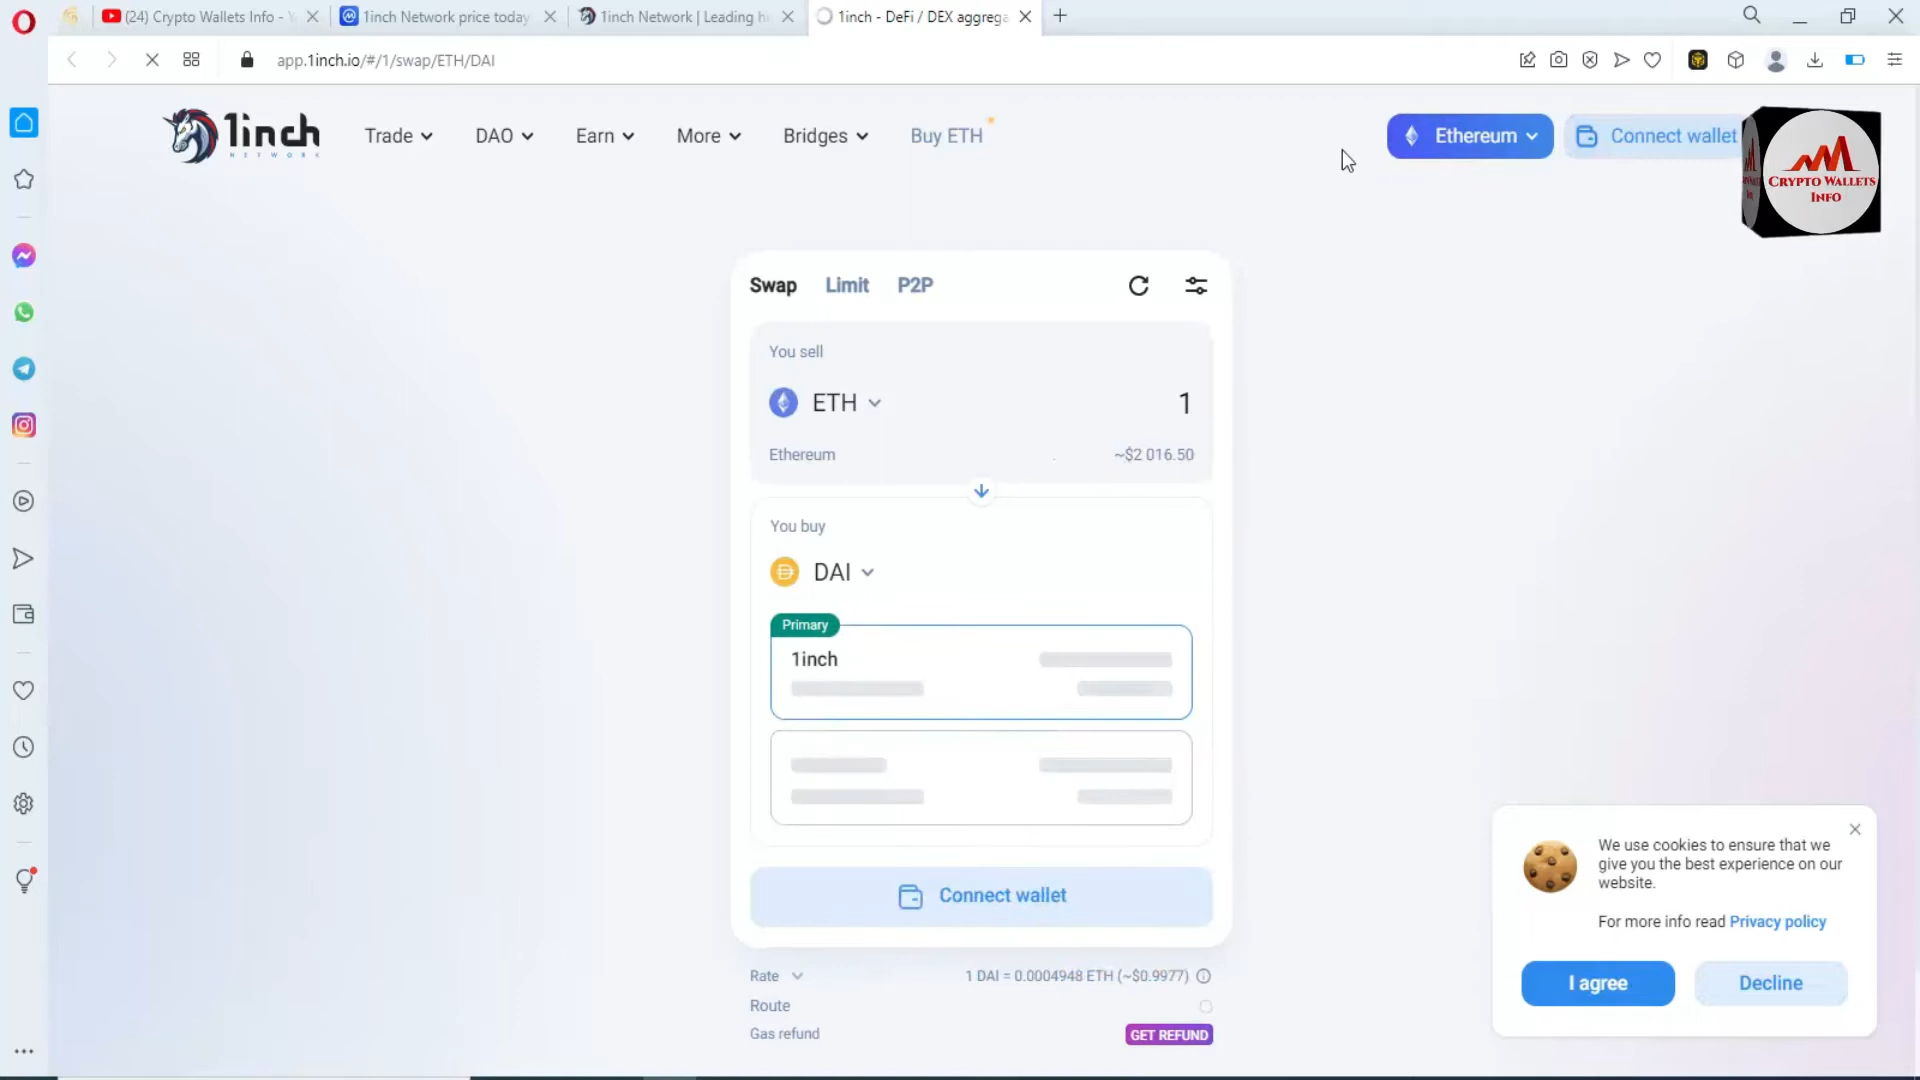 (24) Crypto Wallets Info -
1inch Network price today
1inch Network | Leading h
1inch - DeFi / DEX aggrega
app.1inch.io/#/1/swap/ETH/DAI
1inch
NETWORK
Trade
DAO
Earn
More
Bridges
Buy ETH
Ethereum
Connect wallet
CRYPTO WALLETS
INFO
Swap
Limit
P2P
You sell
ETH
1
Ethereum
~$2 016.50
You buy
DAI
Primary
1inch
Connect wallet
Rate
1 DAI = 0.0004948 ETH (~$0.9977)
Route
Gas refund
GET REFUND
We use cookies to ensure that we
give you the best experience on our
website.
For more info read Privacy policy
I agree
Decline